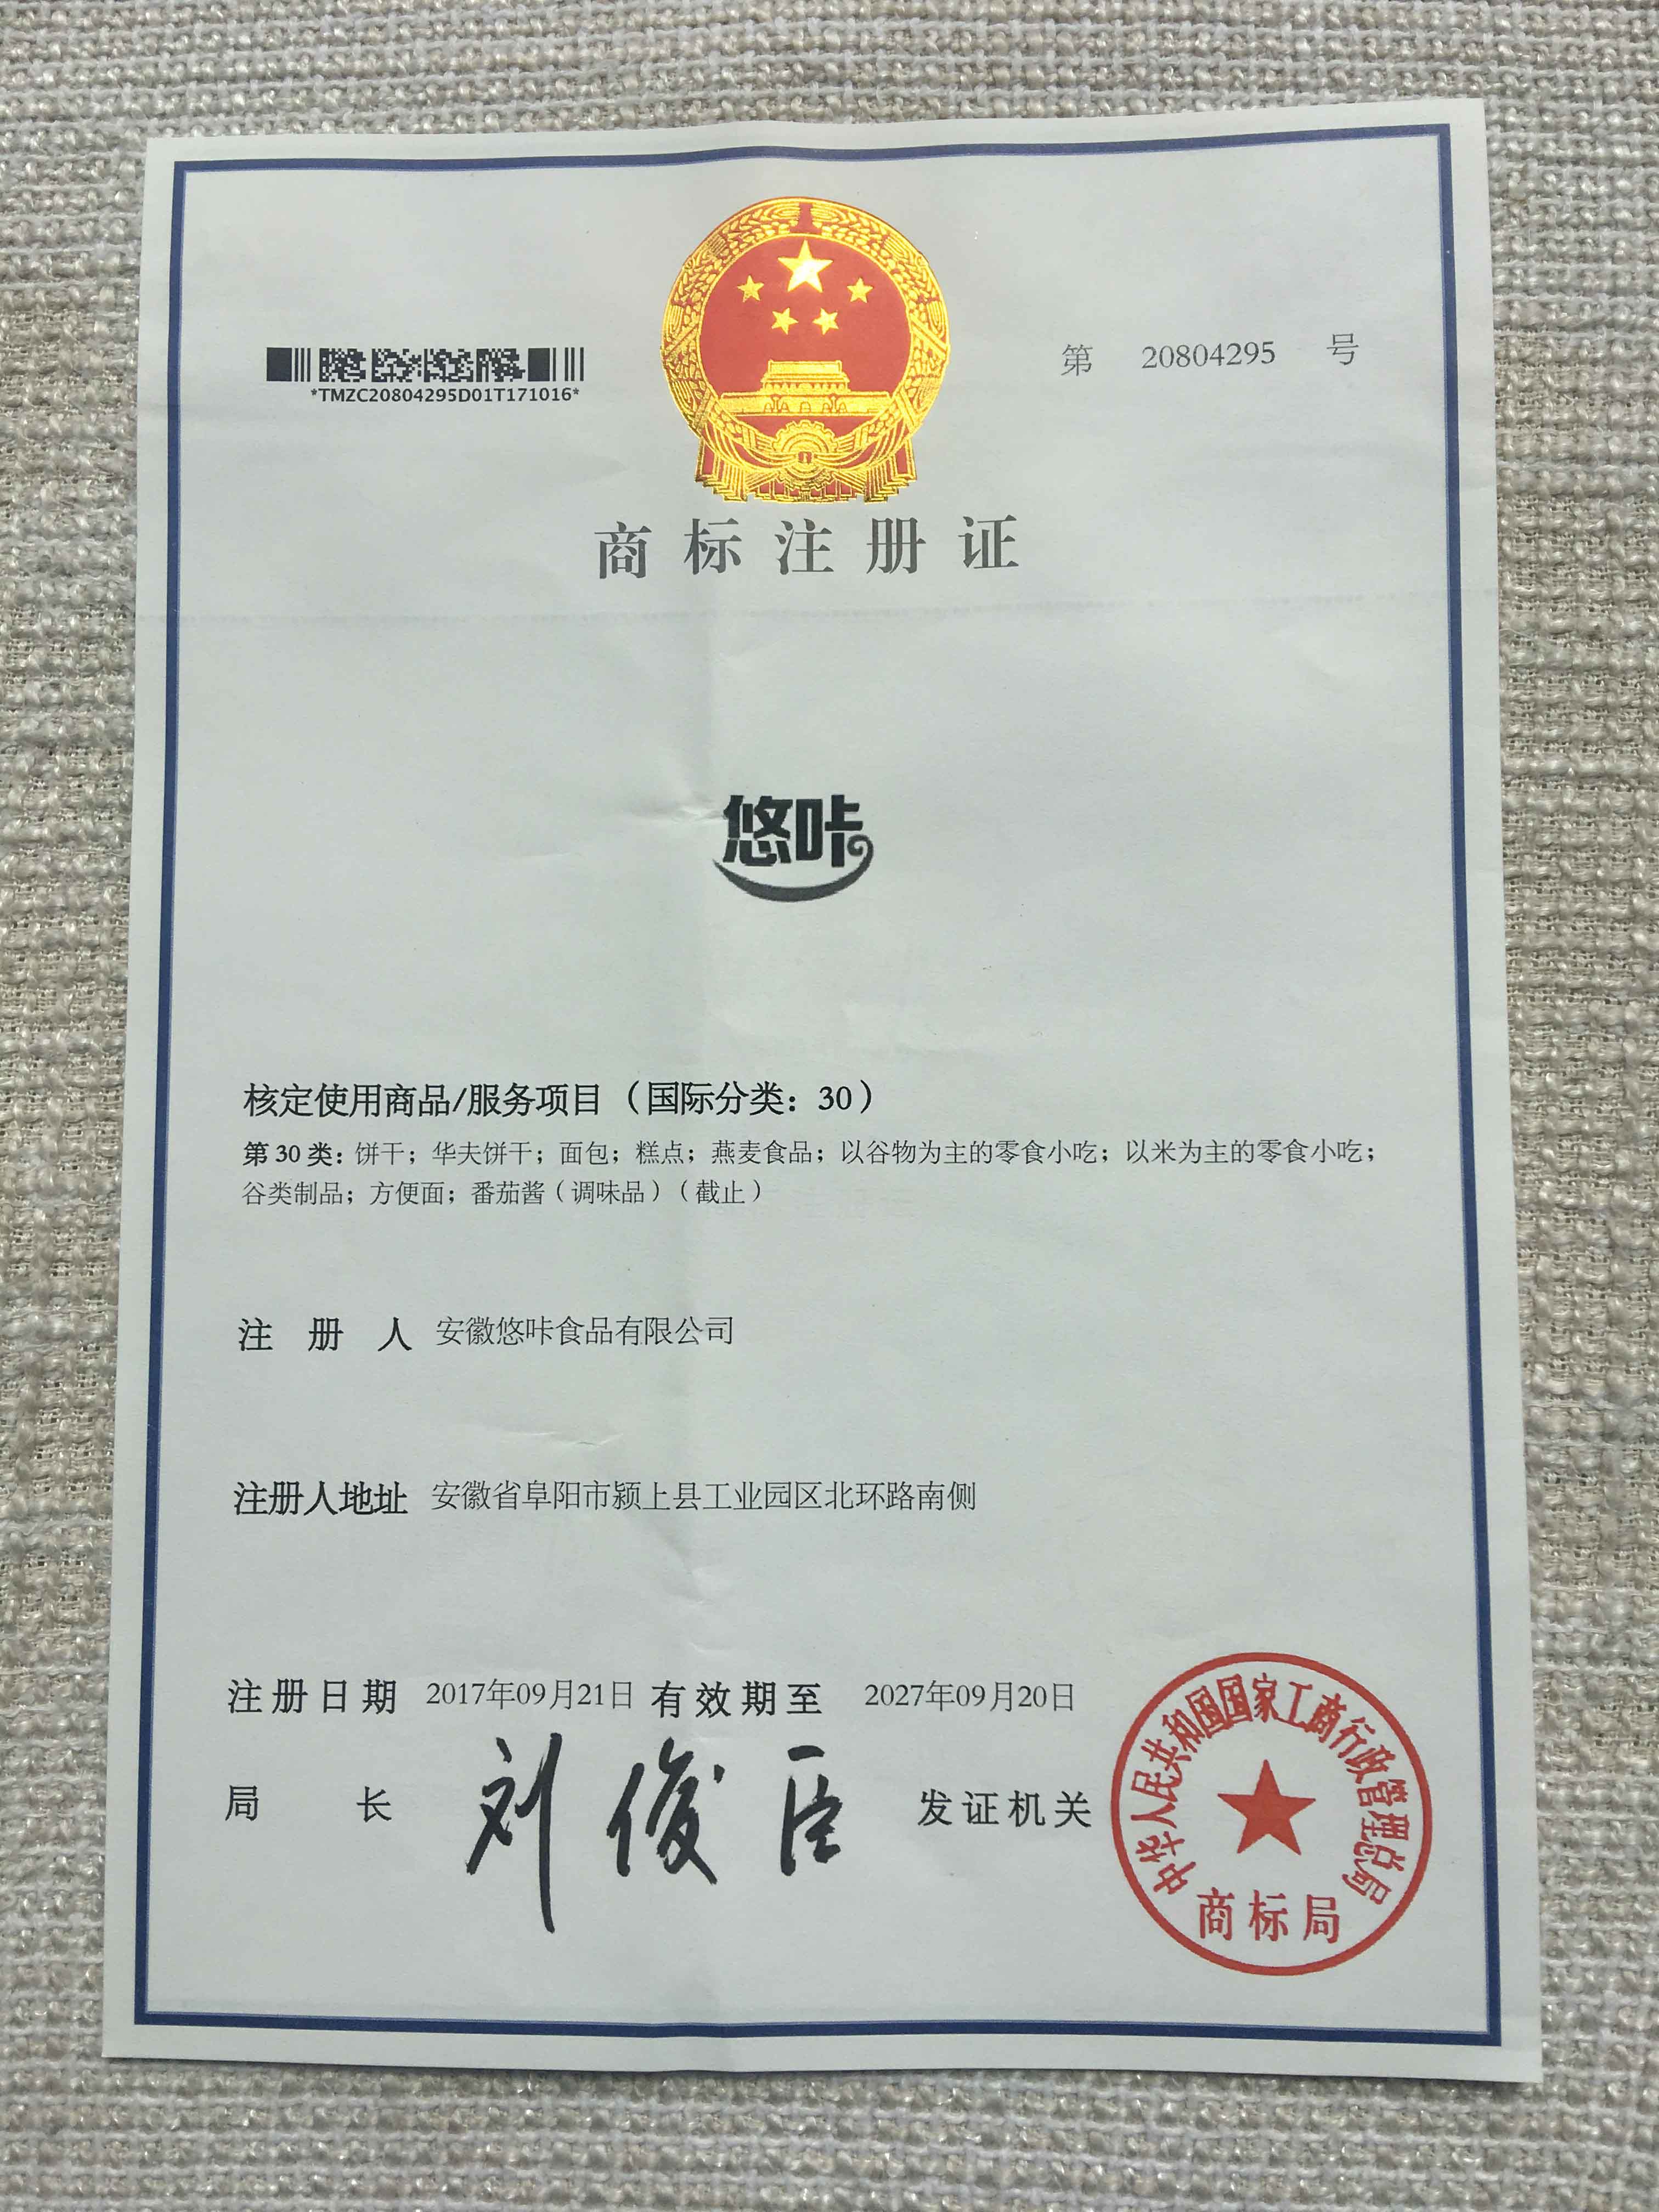 *TMZC20804295D01T171016*
第 20804295 号
商标注册证
悠咔
核定使用商品/服务项目（国际分类：30）
第 30 类：饼干；华夫饼干；面包；糕点；燕麦食品；以谷物为主的零食小吃；以米为主的零食小吃；
谷类制品；方便面；番茄酱（调味品）（截止）
注 册 人 安徽悠咔食品有限公司
注册人地址 安徽省阜阳市颍上县工业园区北环路南侧
注册日期 2017年09月21日 有效期至 2027年09月20日
局 长 刘俊臣 发证机关
中华人民共和国国家工商行政管理总局
商标局